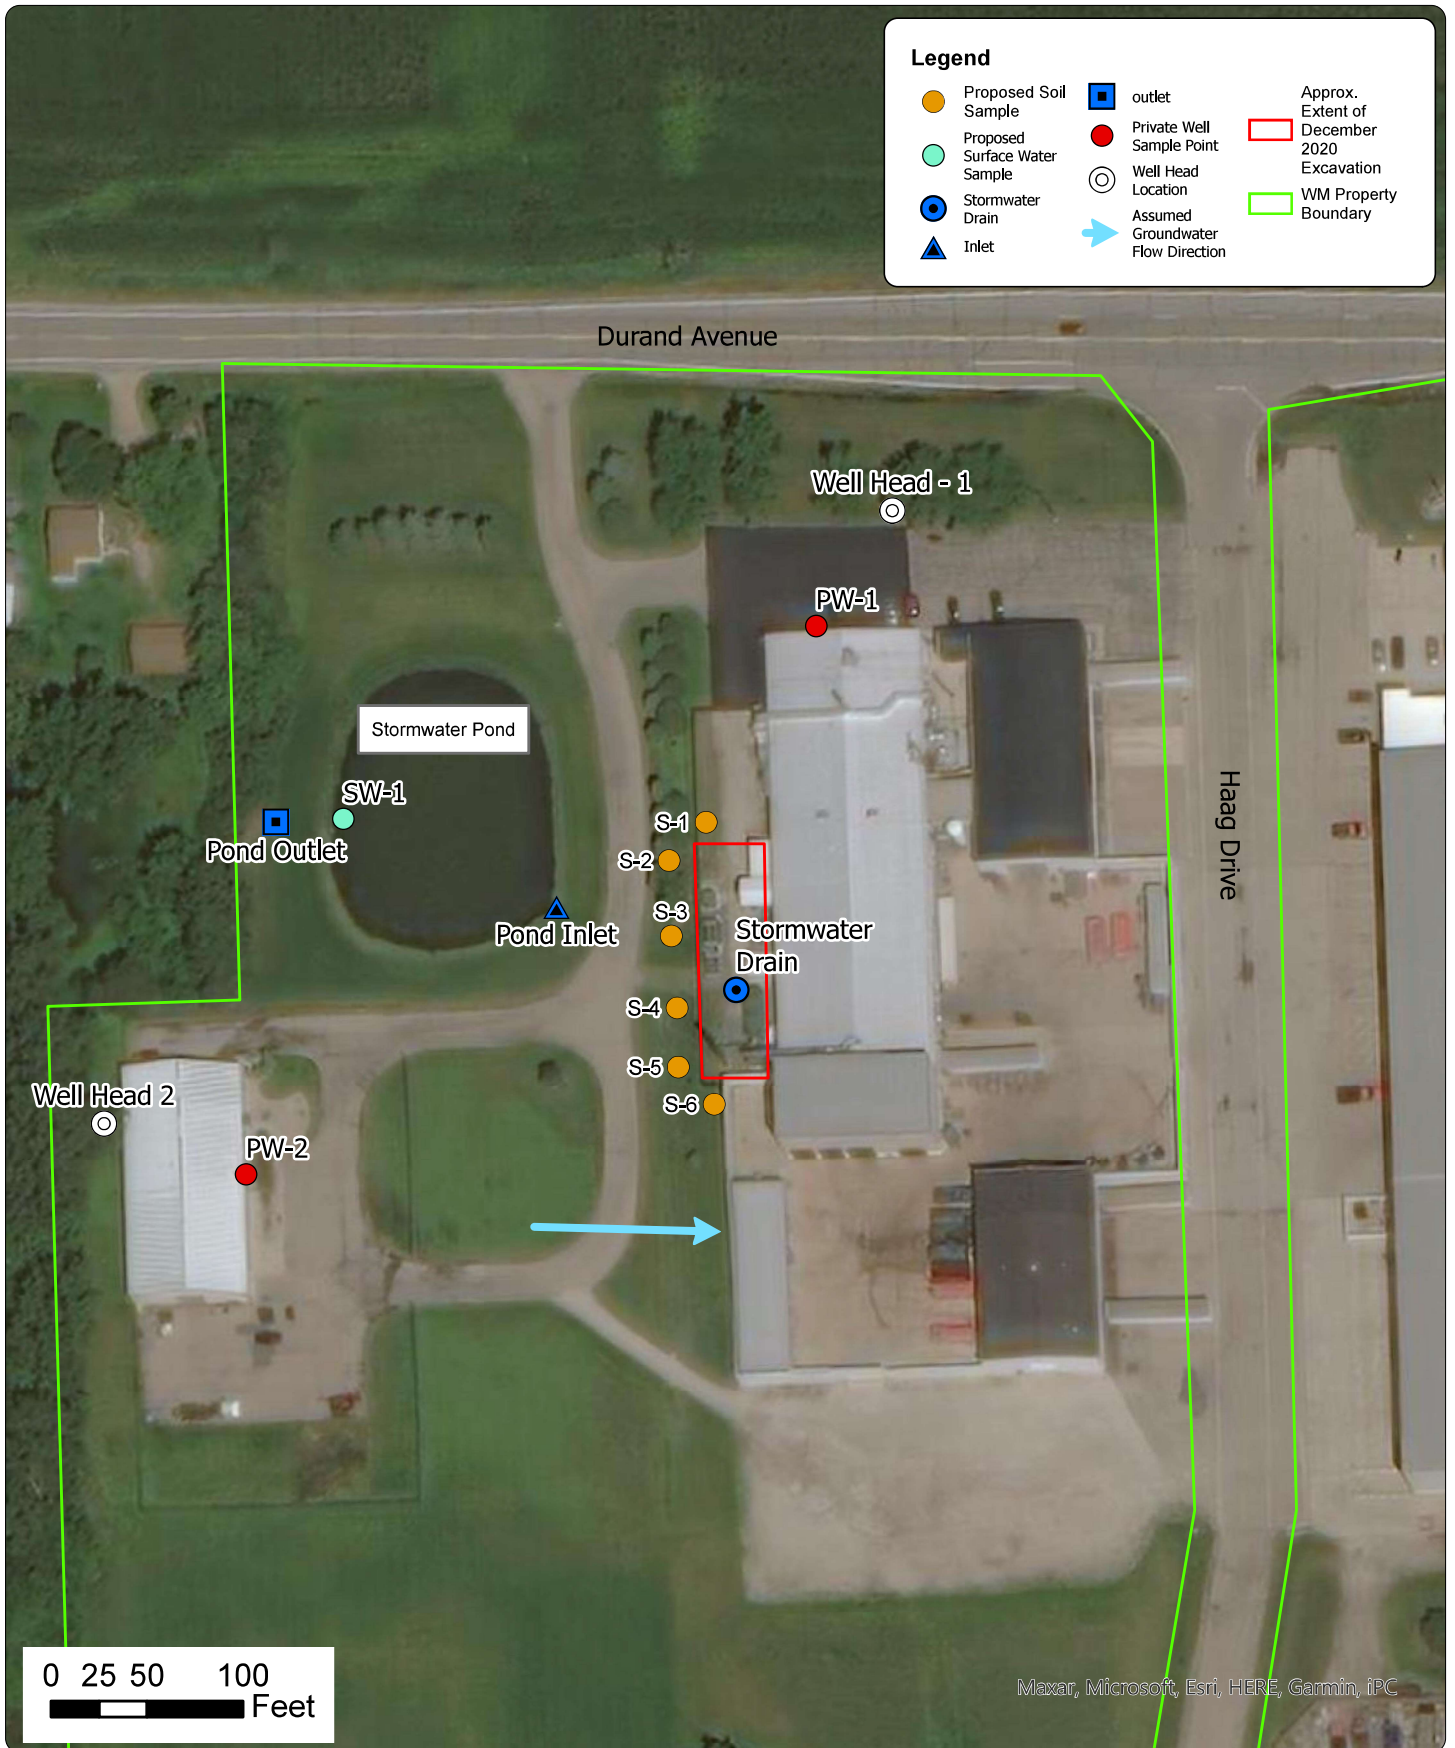 Legend
Proposed Soil
Sample
Proposed
Surface Water
Sample
Stormwater
Drain
Inlet
outlet
Private Well
Sample Point
Well Head
Location
Assumed
Groundwater
Flow Direction
Approx.
Extent of
December
2020
Excavation
WM Property
Boundary
Durand Avenue
Well Head - 1
PW-1
Stormwater Pond
SW-1
Pond Outlet
Pond Inlet
S-1
S-2
S-3
S-4
S-5
S-6
Stormwater
Drain
Haag Drive
Well Head 2
PW-2
0 25 50 100
Feet
Maxar, Microsoft, Esri, HERE, Garmin, iPC